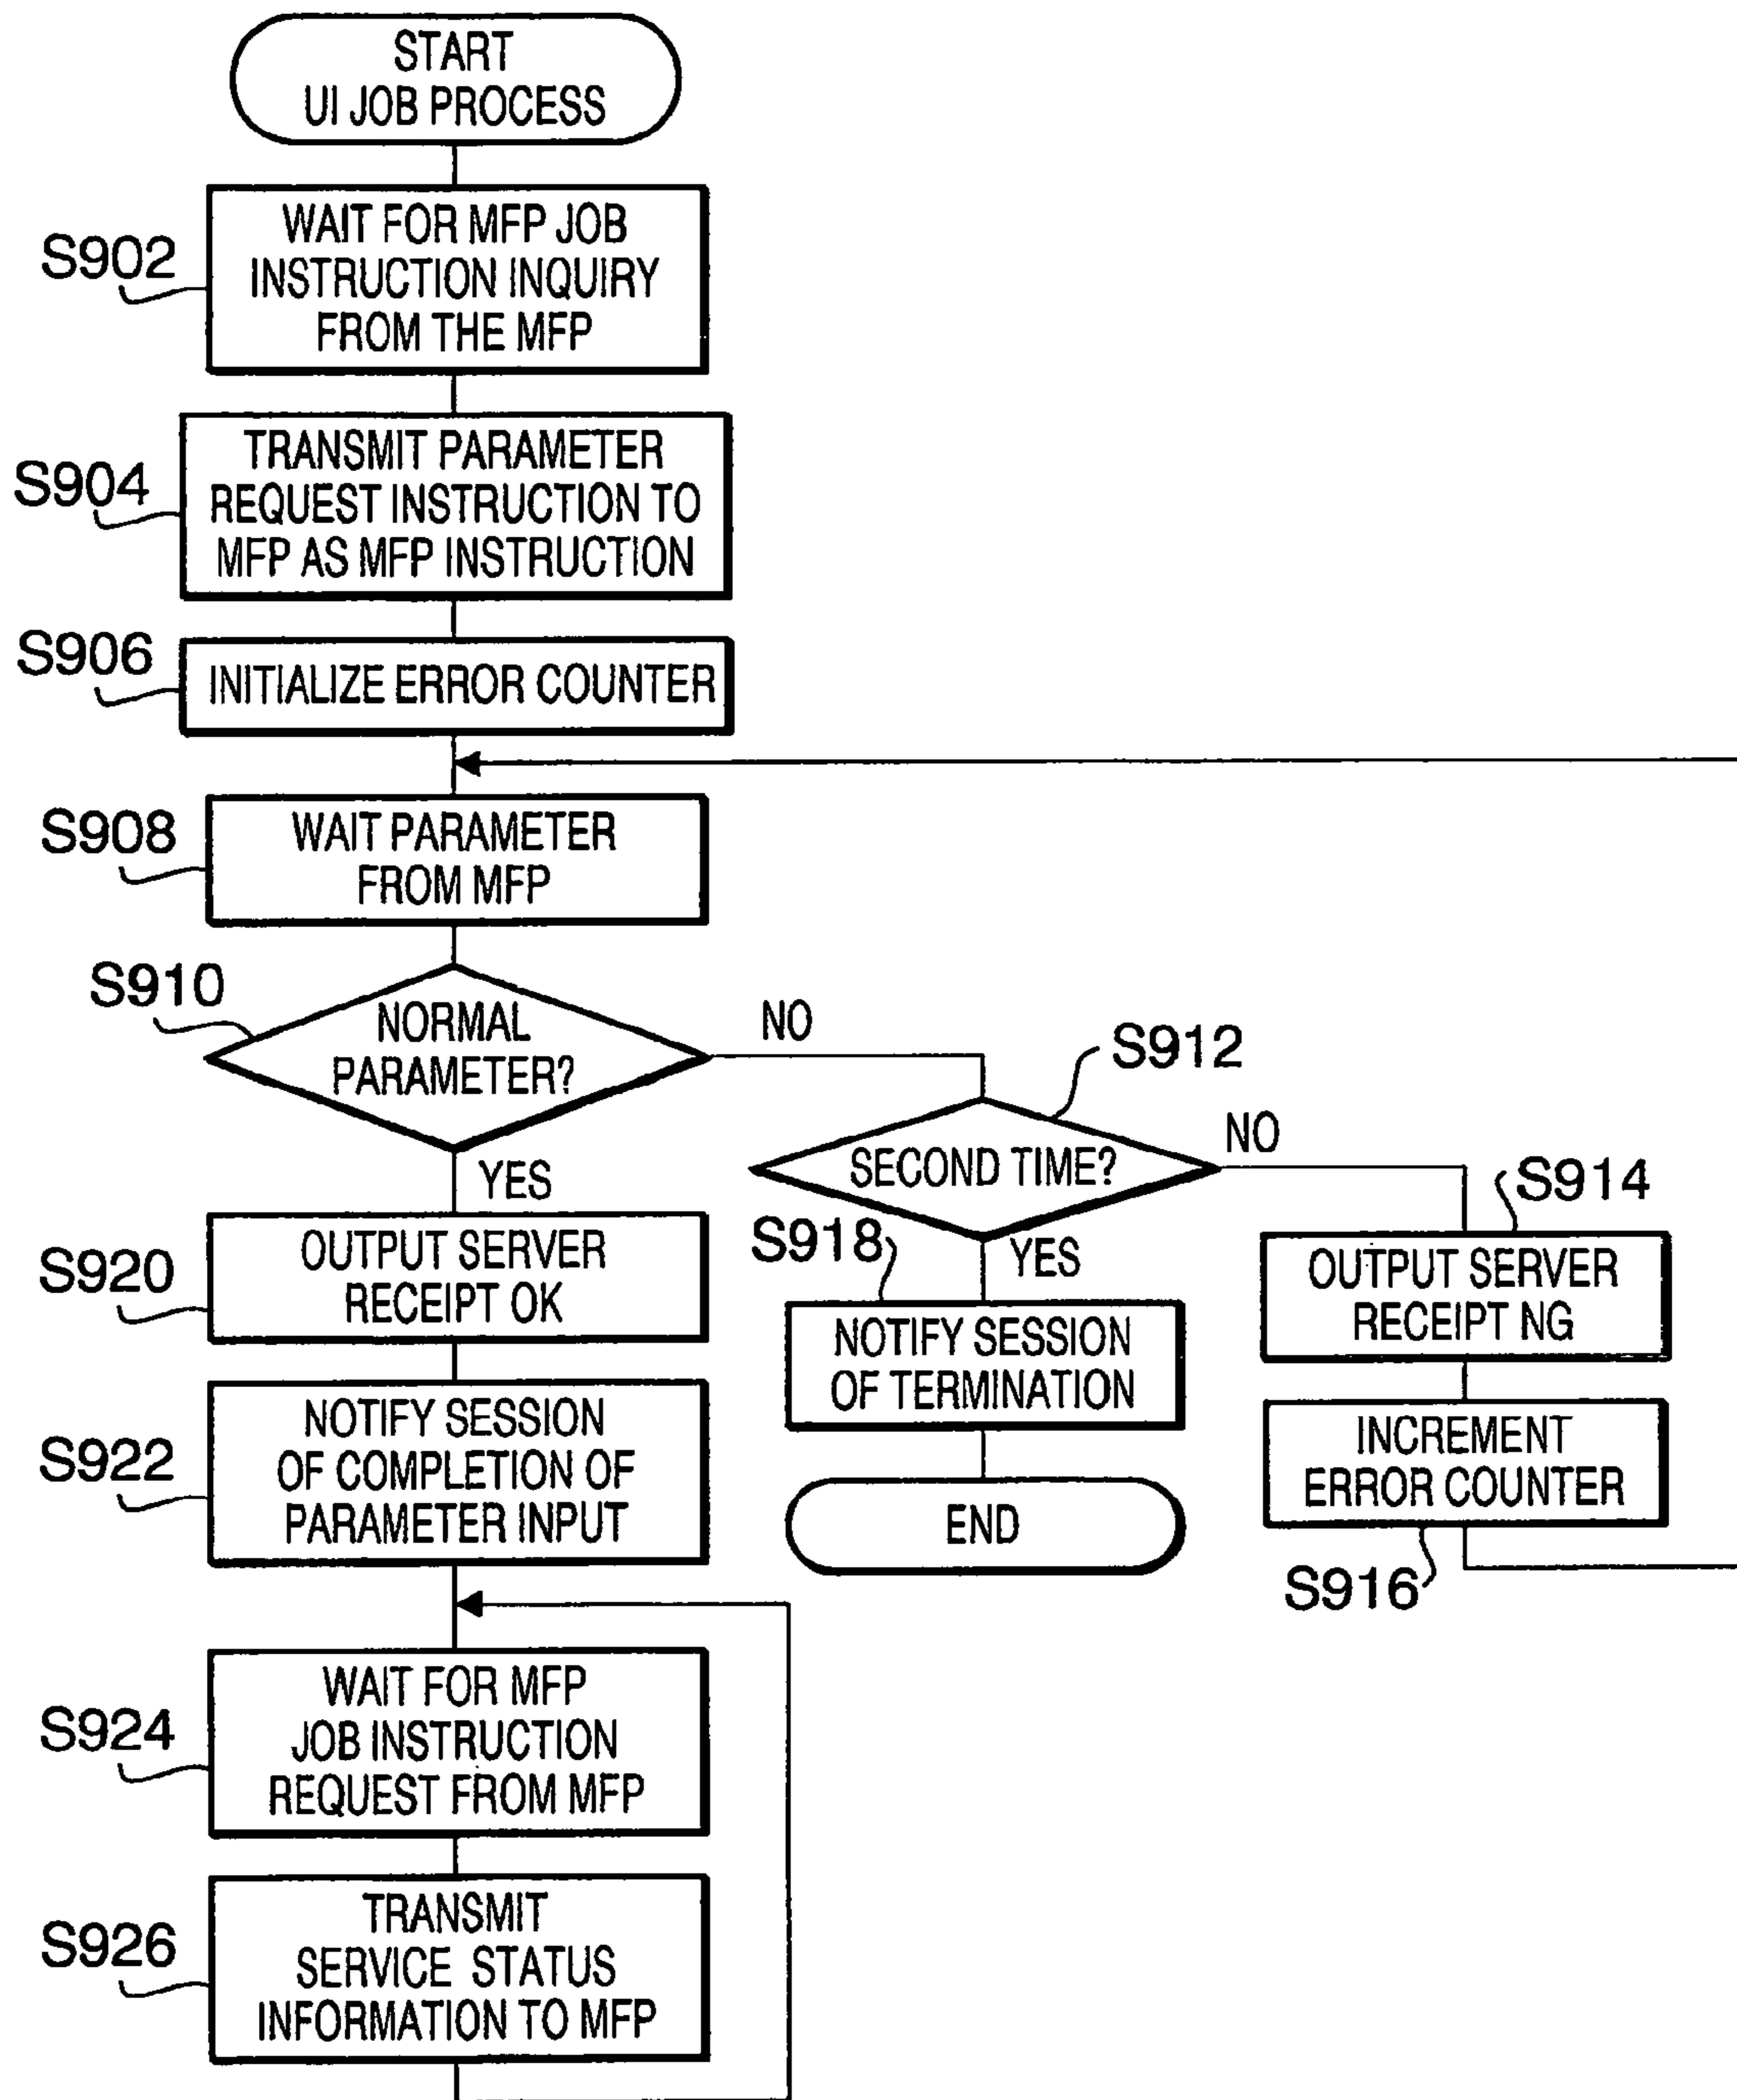 START
UI JOB PROCESS
S902
WAIT FOR MFP JOB
INSTRUCTION INQUIRY
FROM THE MFP
S904
TRANSMIT PARAMETER
REQUEST INSTRUCTION TO
MFP AS MFP INSTRUCTION
S906
INITIALIZE ERROR COUNTER
S908
WAIT PARAMETER
FROM MFP
S910
NORMAL
PARAMETER?
NO
YES
S912
SECOND TIME?
NO
YES
S914
OUTPUT SERVER
RECEIPT NG
INCREMENT
ERROR COUNTER
S916
S918
NOTIFY SESSION
OF TERMINATION
END
S920
OUTPUT SERVER
RECEIPT OK
S922
NOTIFY SESSION
OF COMPLETION OF
PARAMETER INPUT
S924
WAIT FOR MFP
JOB INSTRUCTION
REQUEST FROM MFP
S926
TRANSMIT
SERVICE STATUS
INFORMATION TO MFP